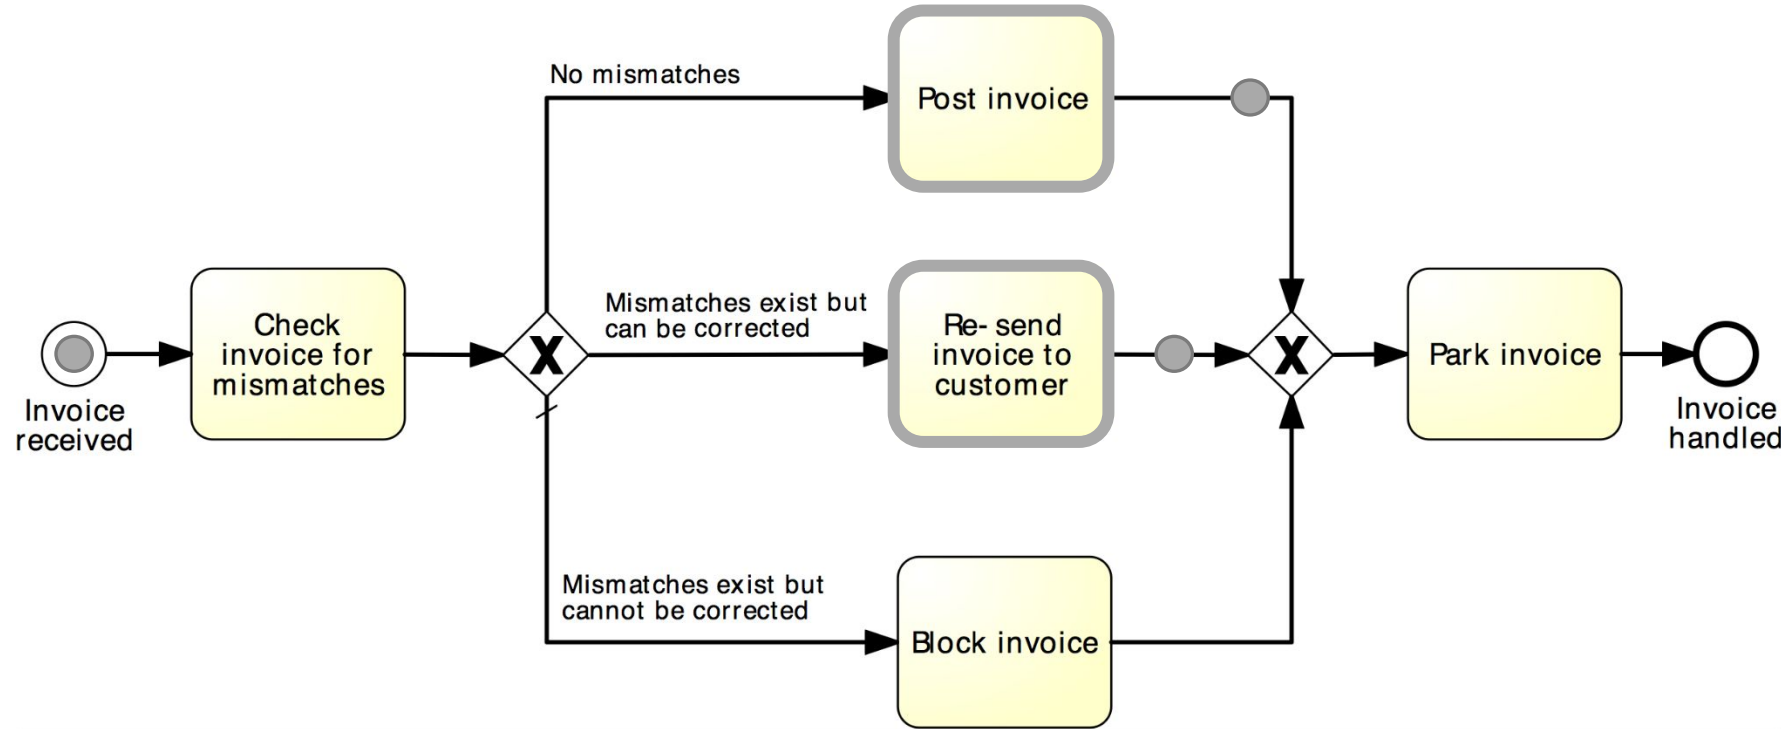 Invoice
received
Check
invoice for
mismatches
X
No mismatches
Mismatches exist but
can be corrected
Mismatches exist but
cannot be corrected
Post invoice
Re- send
invoice to
customer
Block invoice
X
Park invoice
Invoice
handled